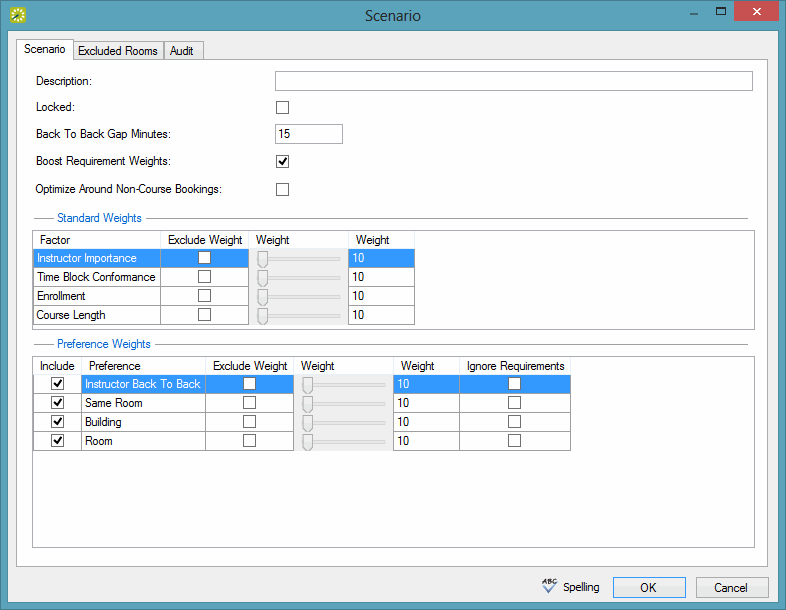 Scenario
Scenario Excluded Rooms Audit
Description:
Locked:
Back To Back Gap Minutes: 15
Boost Requirement Weights:
Optimize Around Non-Course Bookings:
Standard Weights
Factor Exclude Weight Weight Weight
Instructor Importance 10
Time Block Conformance 10
Enrollment 10
Course Length 10
Preference Weights
Include Preference Exclude Weight Weight Weight Ignore Requirements
Instructor Back To Back 10
Same Room 10
Building 10
Room 10
ABC Spelling OK Cancel